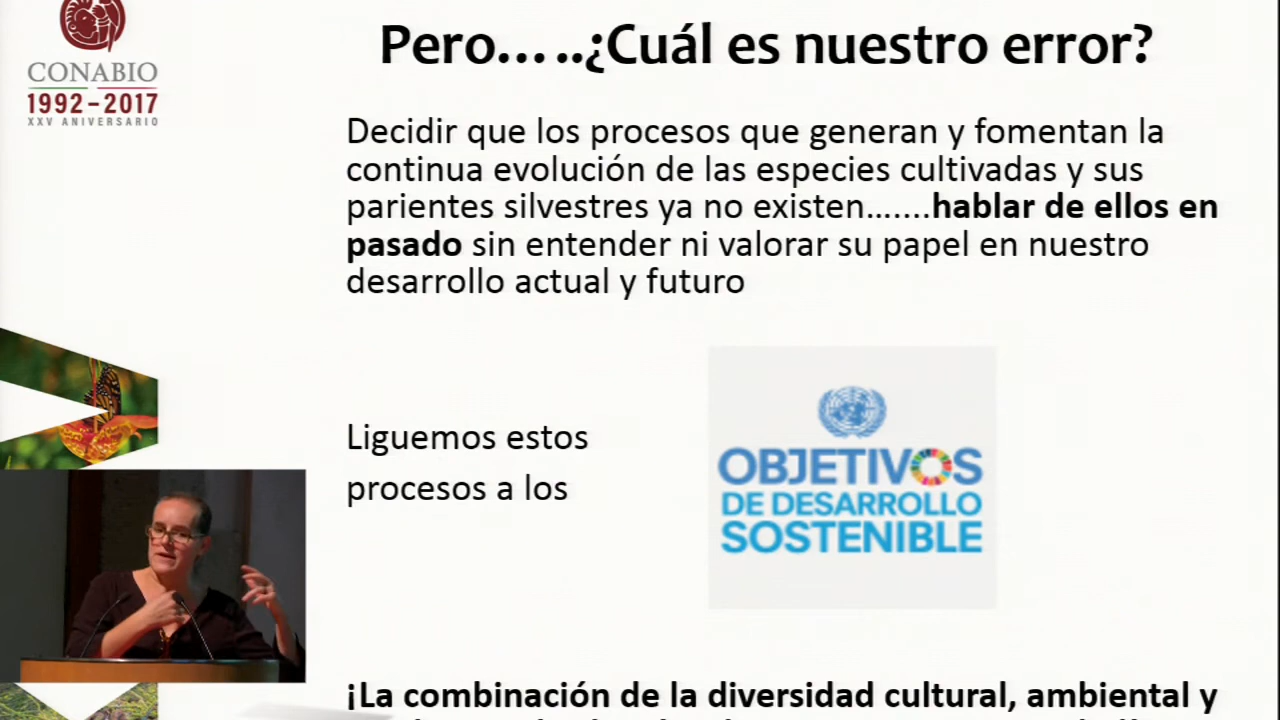 CONABIO
1992-2017
XXV ANIVERSARIO
Pero…..¿Cuál es nuestro error?
Decidir que los procesos que generan y fomentan la
continua evolución de las especies cultivadas y sus
parientes silvestres ya no existen…....hablar de ellos en
pasado sin entender ni valorar su papel en nuestro
desarrollo actual y futuro
Liguemos estos
procesos a los
OBJETIVOS
DE DESARROLLO
SOSTENIBLE
¡La combinación de la diversidad cultural, ambiental y